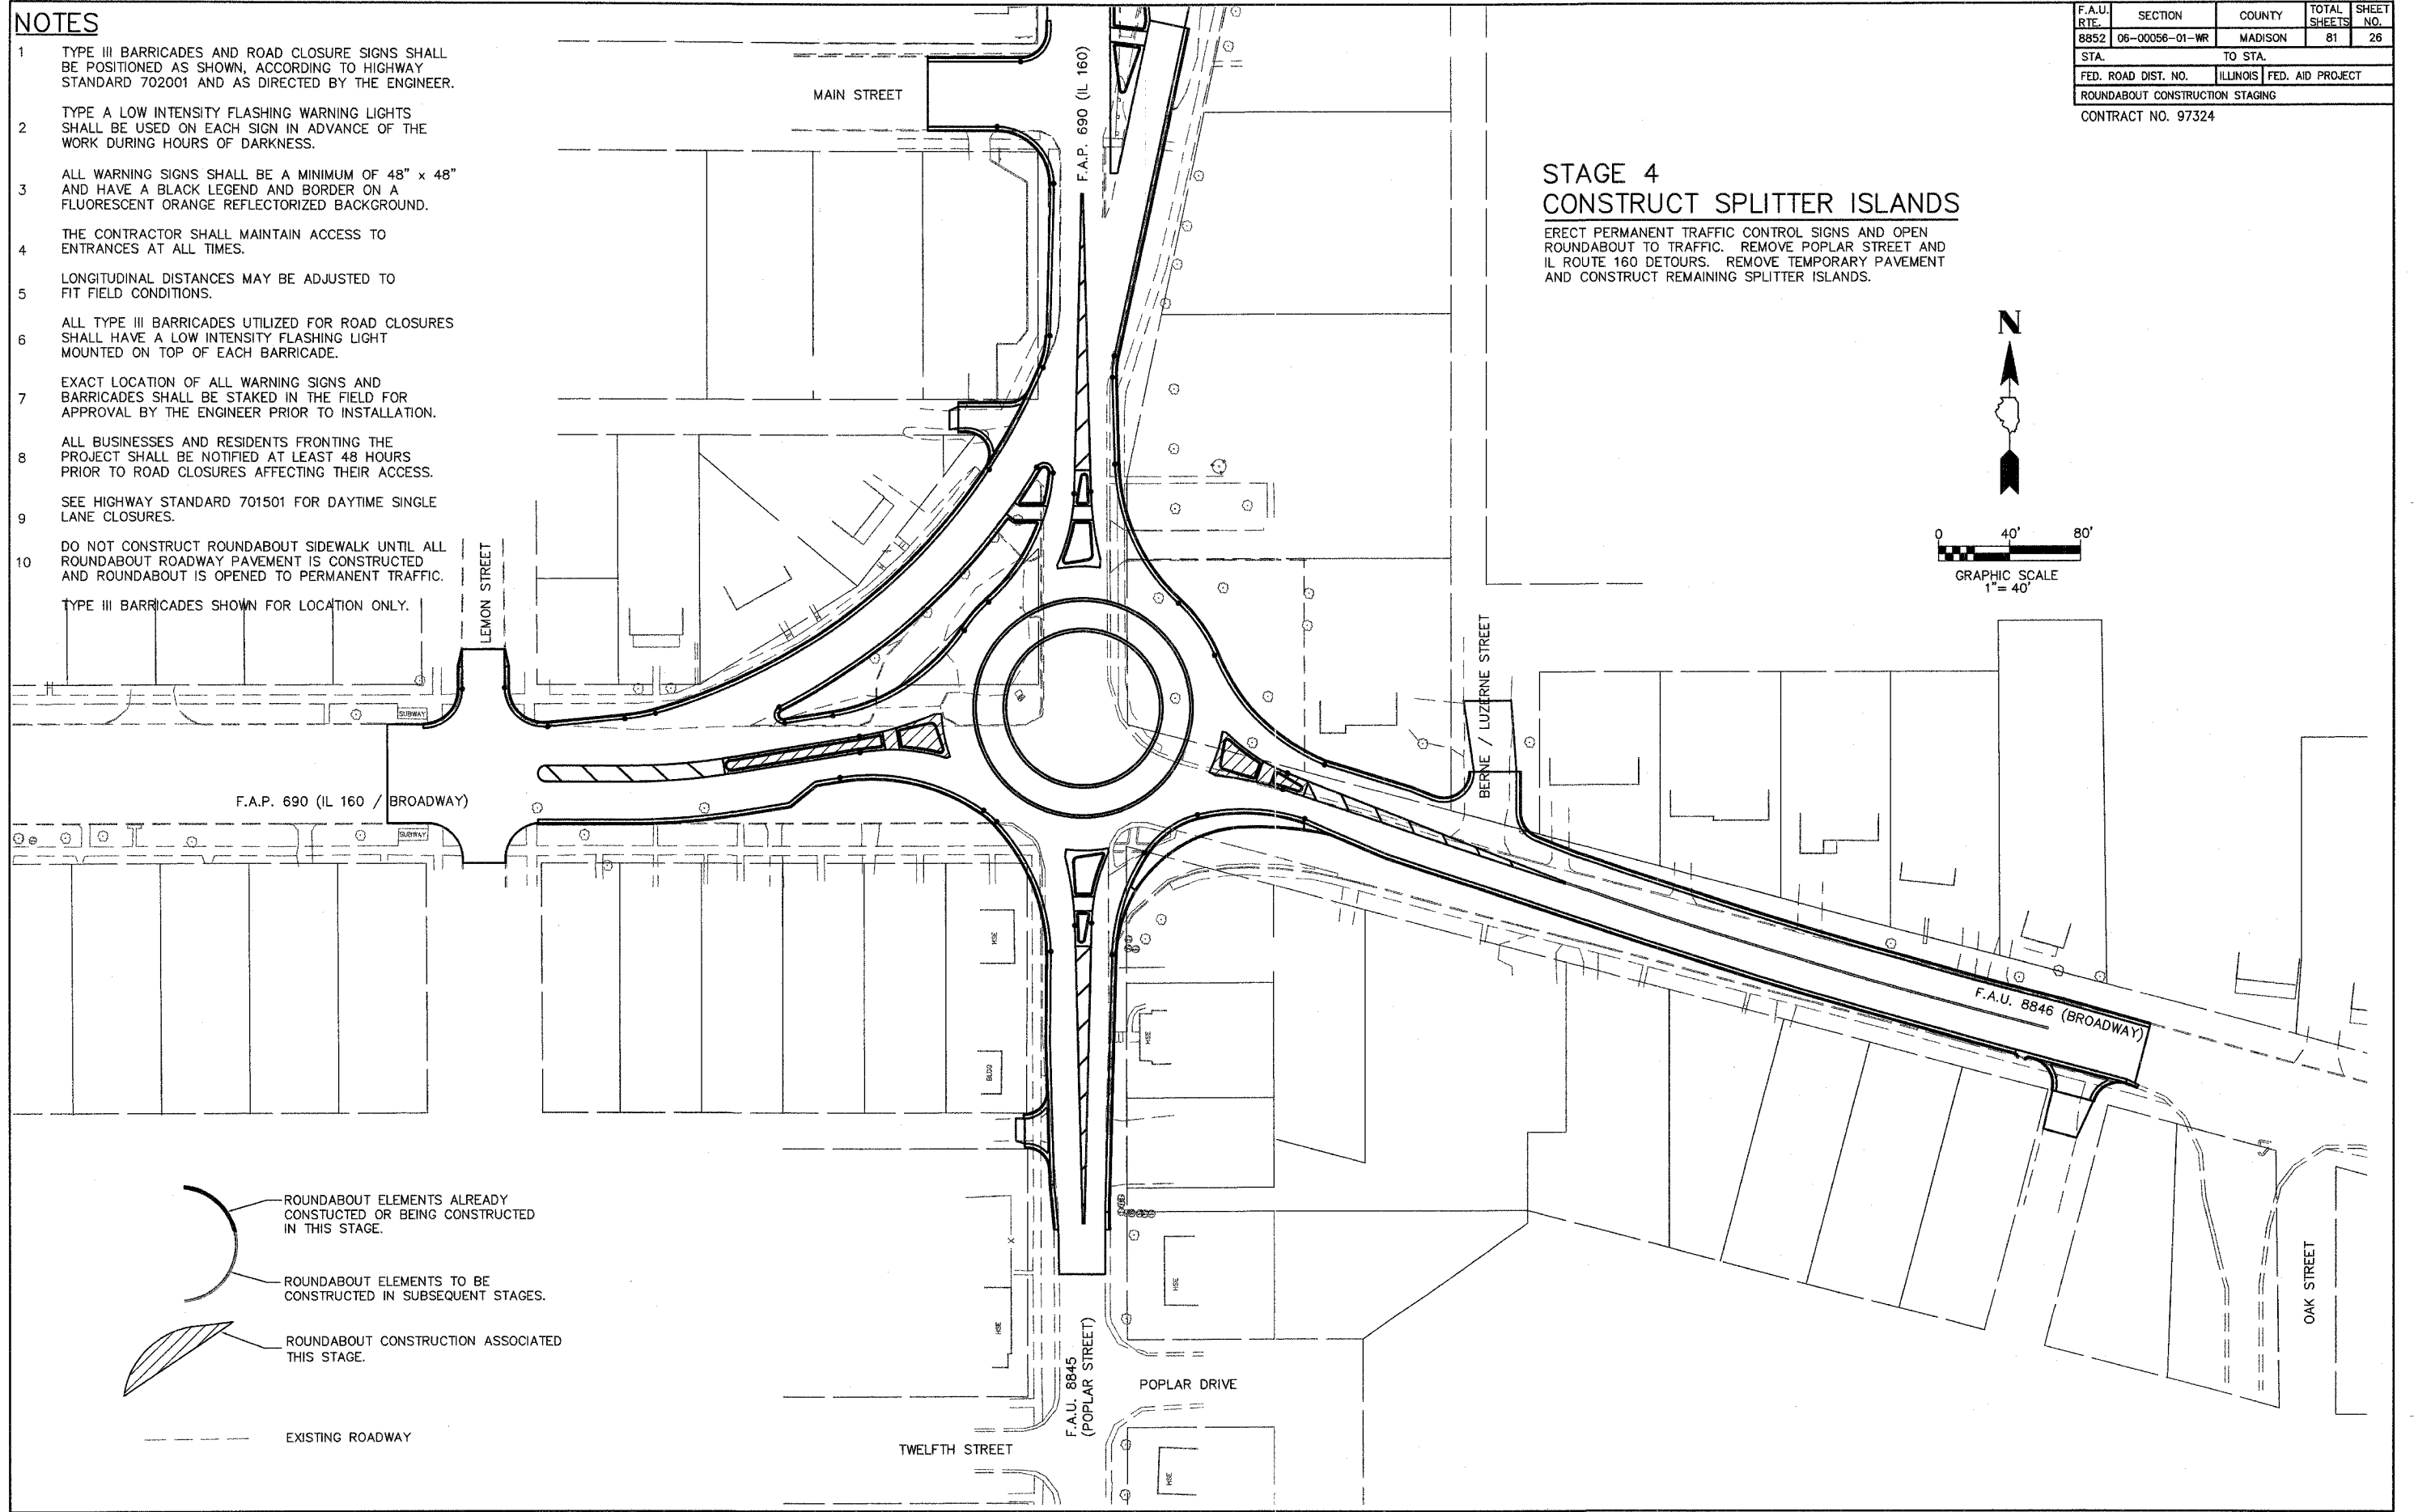 NOTES
1 TYPE III BARRICADES AND ROAD CLOSURE SIGNS SHALL
BE POSITIONED AS SHOWN, ACCORDING TO HIGHWAY
STANDARD 702001 AND AS DIRECTED BY THE ENGINEER.
TYPE A LOW INTENSITY FLASHING WARNING LIGHTS
2 SHALL BE USED ON EACH SIGN IN ADVANCE OF THE
WORK DURING HOURS OF DARKNESS.
ALL WARNING SIGNS SHALL BE A MINIMUM OF 48" x 48"
3 AND HAVE A BLACK LEGEND AND BORDER ON A
FLUORESCENT ORANGE REFLECTORIZED BACKGROUND.
THE CONTRACTOR SHALL MAINTAIN ACCESS TO
4 ENTRANCES AT ALL TIMES.
LONGITUDINAL DISTANCES MAY BE ADJUSTED TO
5 FIT FIELD CONDITIONS.
ALL TYPE III BARRICADES UTILIZED FOR ROAD CLOSURES
6 SHALL HAVE A LOW INTENSITY FLASHING LIGHT
MOUNTED ON TOP OF EACH BARRICADE.
EXACT LOCATION OF ALL WARNING SIGNS AND
7 BARRICADES SHALL BE STAKED IN THE FIELD FOR
APPROVAL BY THE ENGINEER PRIOR TO INSTALLATION.
ALL BUSINESSES AND RESIDENTS FRONTING THE
8 PROJECT SHALL BE NOTIFIED AT LEAST 48 HOURS
PRIOR TO ROAD CLOSURES AFFECTING THEIR ACCESS.
SEE HIGHWAY STANDARD 701501 FOR DAYTIME SINGLE
9 LANE CLOSURES.
DO NOT CONSTRUCT ROUNDABOUT SIDEWALK UNTIL ALL
10 ROUNDABOUT ROADWAY PAVEMENT IS CONSTRUCTED
AND ROUNDABOUT IS OPENED TO PERMANENT TRAFFIC.
TYPE III BARRICADES SHOWN FOR LOCATION ONLY.
F.A.U. RTE. SECTION COUNTY TOTAL SHEETS SHEET NO.
8852 06-00056-01-WR MADISON 81 26
STA. TO STA.
FED. ROAD DIST. NO. ILLINOIS FED. AID PROJECT
ROUNDABOUT CONSTRUCTION STAGING
CONTRACT NO. 97324
STAGE 4
CONSTRUCT SPLITTER ISLANDS
ERECT PERMANENT TRAFFIC CONTROL SIGNS AND OPEN
ROUNDABOUT TO TRAFFIC. REMOVE POPLAR STREET AND
IL ROUTE 160 DETOURS. REMOVE TEMPORARY PAVEMENT
AND CONSTRUCT REMAINING SPLITTER ISLANDS.
N
0 40' 80'
GRAPHIC SCALE
1"= 40'
MAIN STREET
F.A.P. 690 (IL 160)
LEMON STREET
SUBWAY
F.A.P. 690 (IL 160 / BROADWAY)
SUBWAY
BERNE / LUZERNE STREET
F.A.U. 8846 (BROADWAY)
HSE
HSE
BLDG
HSE
HSE
HSE
X
OAK STREET
F.A.U. 8845
(POPLAR STREET)
POPLAR DRIVE
TWELFTH STREET
ROUNDABOUT ELEMENTS ALREADY
CONSTUCTED OR BEING CONSTRUCTED
IN THIS STAGE.
ROUNDABOUT ELEMENTS TO BE
CONSTRUCTED IN SUBSEQUENT STAGES.
ROUNDABOUT CONSTRUCTION ASSOCIATED
THIS STAGE.
EXISTING ROADWAY